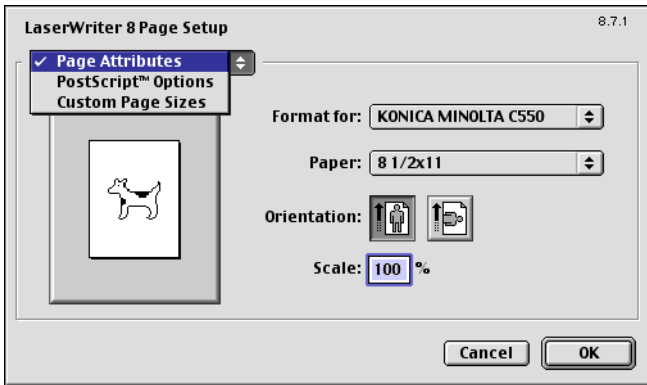 LaserWriter 8 Page Setup
8.7.1
✓ Page Attributes
PostScript™ Options
Custom Page Sizes
Format for: KONICA MINOLTA C550
Paper: 8 1/2x11
Orientation:
Scale: 100 %
Cancel
OK